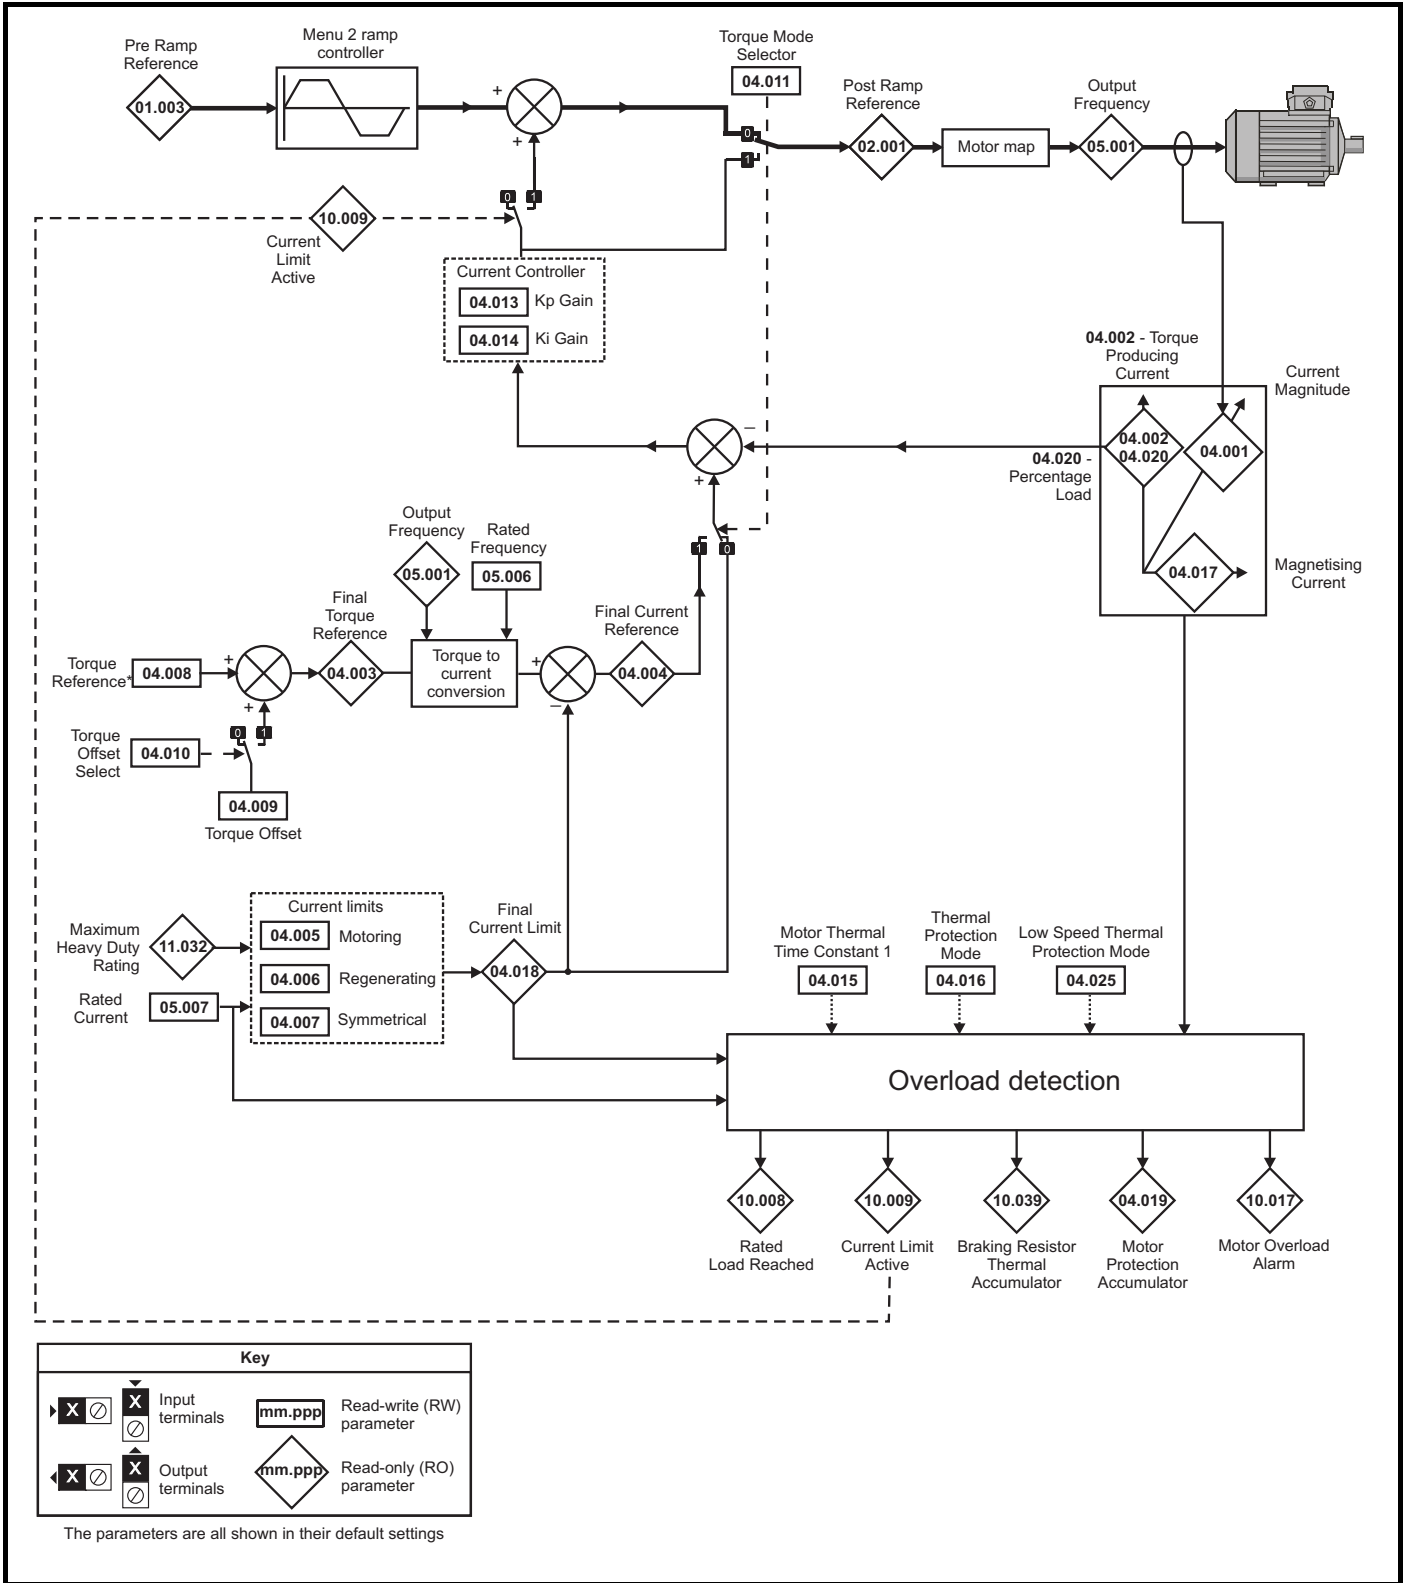 Pre Ramp
Reference
01.003
Menu 2 ramp
controller
+
+
Torque Mode
Selector
04.011
0
1
Post Ramp
Reference
02.001
Motor map
Output
Frequency
05.001
10.009
Current
Limit
Active
0 1
Current Controller
04.013 Kp Gain
04.014 Ki Gain
04.002 - Torque
Producing
Current
Current
Magnitude
04.002
04.020
04.001
04.020 -
Percentage
Load
04.017
Magnetising
Current
–
+
1 0
Output
Frequency
05.001
Rated
Frequency
05.006
Final
Torque
Reference
04.003
Final Current
Reference
04.004
Torque
Reference*
04.008
+
+
Torque to
current
conversion
+
–
0 1
Torque
Offset
Select
04.010
04.009
Torque Offset
Maximum
Heavy Duty
Rating
11.032
Rated
Current
05.007
Current limits
04.005 Motoring
04.006 Regenerating
04.007 Symmetrical
Final
Current Limit
04.018
Motor Thermal
Time Constant 1
04.015
Thermal
Protection
Mode
04.016
Low Speed Thermal
Protection Mode
04.025
Overload detection
10.008
Rated
Load Reached
10.009
Current Limit
Active
10.039
Braking Resistor
Thermal
Accumulator
04.019
Motor
Protection
Accumulator
10.017
Motor Overload
Alarm
Key
X
X
Input
terminals
mm.ppp
Read-write (RW)
parameter
X
X
Output
terminals
mm.ppp
Read-only (RO)
parameter
The parameters are all shown in their default settings